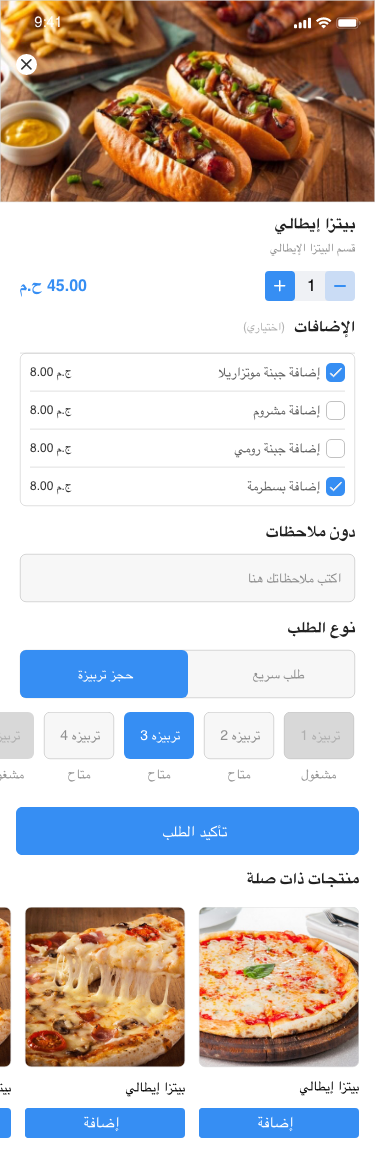 9:41
بيتزا إيطالي
قسم البيتزا الإيطالي
1
45.00 ج.م
الإضافات (اختياري)
إضافة جبنة موتزاريلا 8.00 ج.م
إضافة مشروم 8.00 ج.م
إضافة جبنة رومي 8.00 ج.م
إضافة بسطرمة 8.00 ج.م
دون ملاحظات
اكتب ملاحظاتك هنا
نوع الطلب
طلب سريع
حجز تربيزة
تربيزه 1
تربيزه 2
تربيزه 3
تربيزه 4
مشغول
متاح
متاح
متاح
تأكيد الطلب
منتجات ذات صلة
بيتزا إيطالي
بيتزا إيطالي
إضافة
إضافة